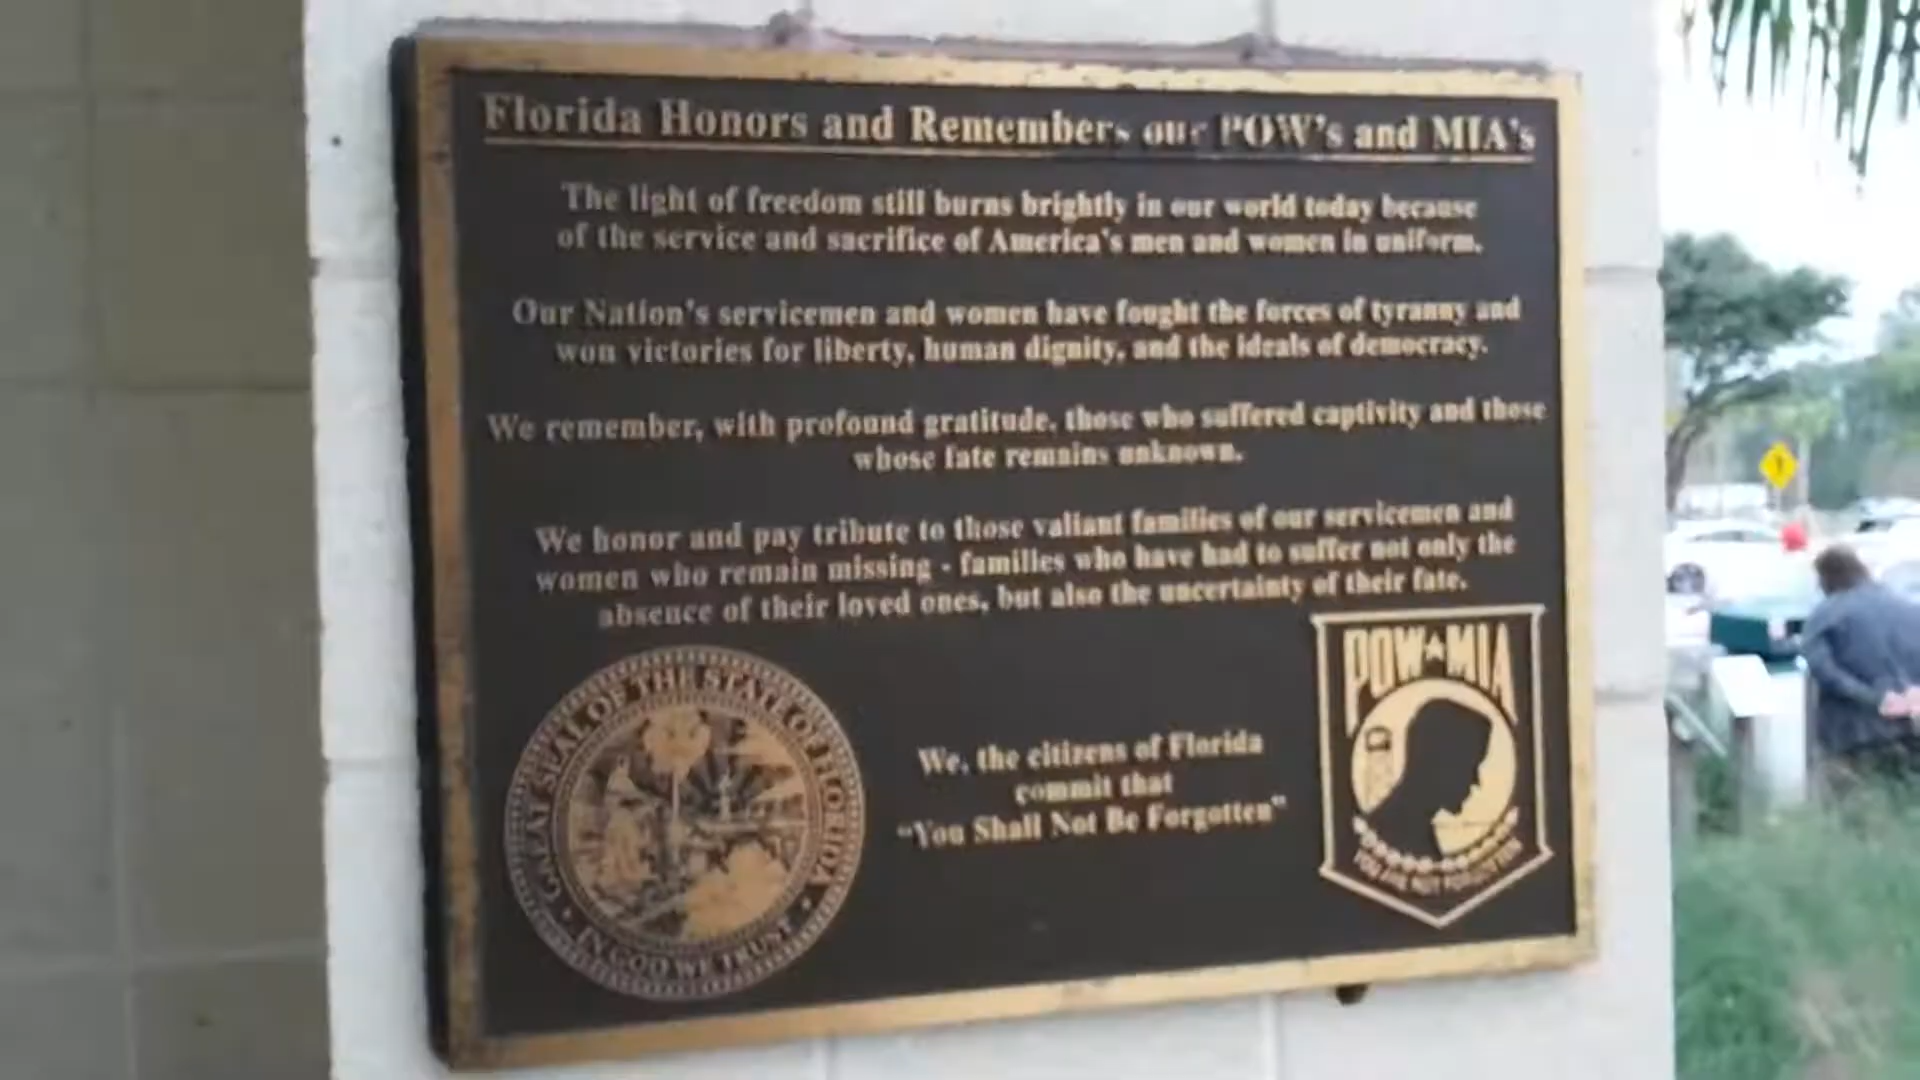 Florida Honors and Remembers our POW's and MIA's
The light of freedom still burns brightly in our world today because
of the service and sacrifice of America's men and women in uniform.
Our Nation's servicemen and women have fought the forces of tyranny and
won victories for liberty, human dignity, and the ideals of democracy.
We remember, with profound gratitude, those who suffered captivity and those
whose fate remains unknown.
We honor and pay tribute to those valiant families of our servicemen and
women who remain missing - families who have had to suffer not only the
absence of their loved ones, but also the uncertainty of their fate.
GREAT SEAL OF THE STATE OF FLORIDA
IN GOD WE TRUST
We, the citizens of Florida
commit that
"You Shall Not Be Forgotten"
POW★MIA
YOU ARE NOT FORGOTTEN